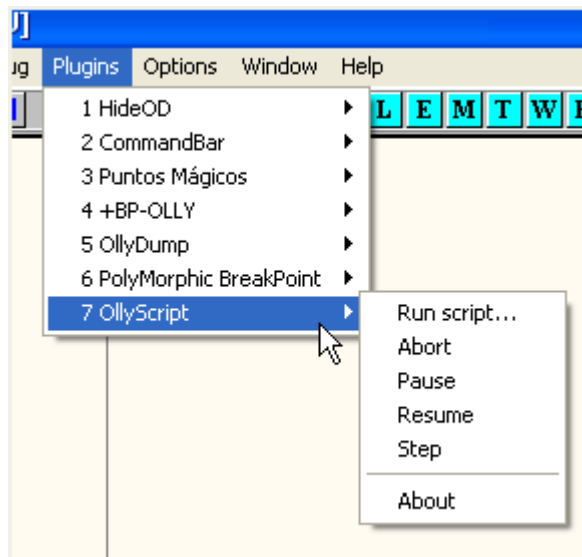 U]
ug Plugins Options Window Help
L E M T W
1 HideOD
2 CommandBar
3 Puntos Mágicos
4 +BP-OLLY
5 OllyDump
6 PolyMorphic BreakPoint
7 OllyScript
Run script...
Abort
Pause
Resume
Step
About